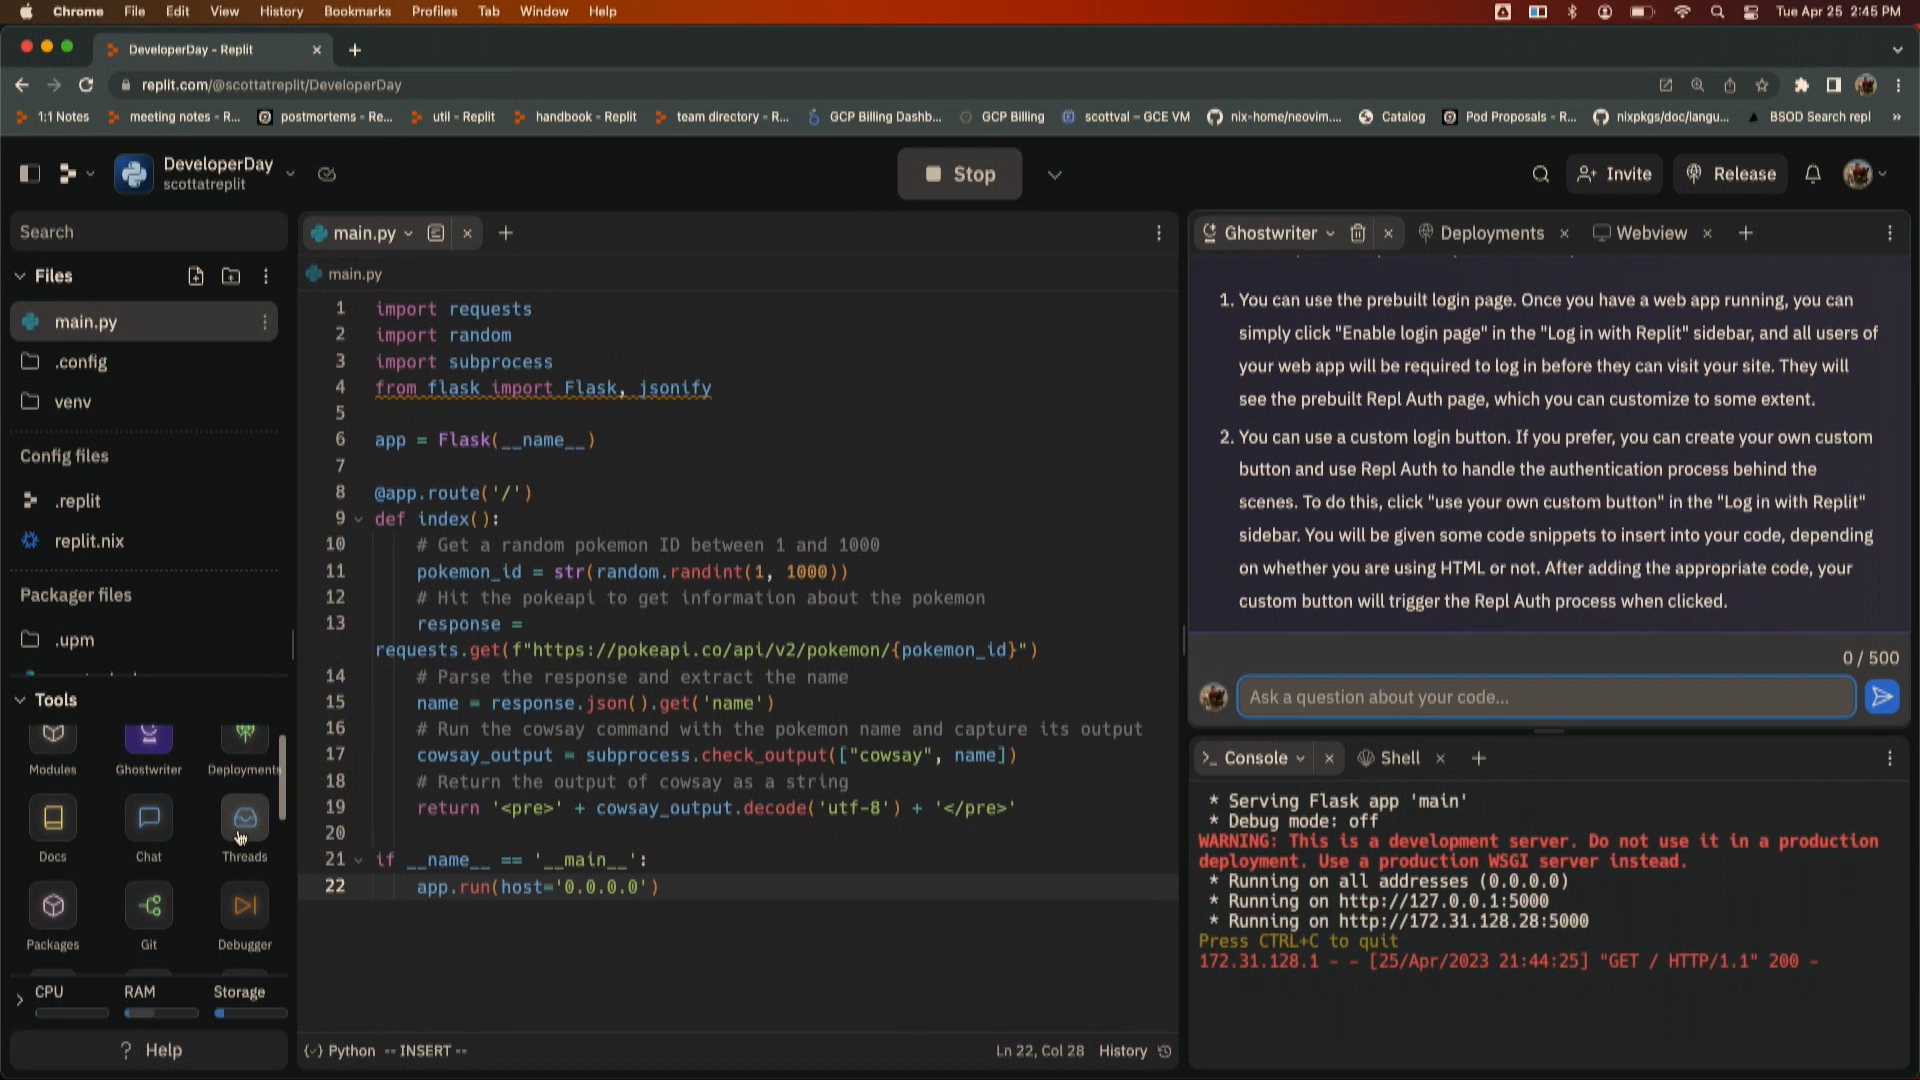 Chrome File Edit View History Bookmarks Profiles Tab Window Help Tue Apr 25 2:45 PM
DeveloperDay - Replit
replit.com/@scottatreplit/DeveloperDay
1:1 Notes meeting notes - R... postmortems - Re... util - Replit handbook - Replit team directory - R... GCP Billing Dashb... GCP Billing scottval – GCE VM nix-home/neovim.... Catalog Pod Proposals - R... nixpkgs/doc/langu... BSOD Search repl »
DeveloperDay
scottatreplit
Stop
Invite
Release
Search
Files
main.py
.config
venv
Config files
.replit
replit.nix
Packager files
.upm
Tools
Modules Ghostwriter Deployments
Docs Chat Threads
Packages Git Debugger
CPU RAM Storage
? Help
main.py
main.py
1 import requests
2 import random
3 import subprocess
4 from flask import Flask, jsonify
5
6 app = Flask(__name__)
7
8 @app.route('/')
9 def index():
10 # Get a random pokemon ID between 1 and 1000
11 pokemon_id = str(random.randint(1, 1000))
12 # Hit the pokeapi to get information about the pokemon
13 response =
requests.get(f"https://pokeapi.co/api/v2/pokemon/{pokemon_id}")
14 # Parse the response and extract the name
15 name = response.json().get('name')
16 # Run the cowsay command with the pokemon name and capture its output
17 cowsay_output = subprocess.check_output(["cowsay", name])
18 # Return the output of cowsay as a string
19 return '<pre>' + cowsay_output.decode('utf-8') + '</pre>'
20
21 if __name__ == '__main__':
22 app.run(host='0.0.0.0')
Python -- INSERT --
Ln 22, Col 28 History
Ghostwriter Deployments Webview
1. You can use the prebuilt login page. Once you have a web app running, you can
simply click "Enable login page" in the "Log in with Replit" sidebar, and all users of
your web app will be required to log in before they can visit your site. They will
see the prebuilt Repl Auth page, which you can customize to some extent.
2. You can use a custom login button. If you prefer, you can create your own custom
button and use Repl Auth to handle the authentication process behind the
scenes. To do this, click "use your own custom button" in the "Log in with Replit"
sidebar. You will be given some code snippets to insert into your code, depending
on whether you are using HTML or not. After adding the appropriate code, your
custom button will trigger the Repl Auth process when clicked.
0 / 500
Ask a question about your code...
Console Shell
* Serving Flask app 'main'
* Debug mode: off
WARNING: This is a development server. Do not use it in a production
deployment. Use a production WSGI server instead.
* Running on all addresses (0.0.0.0)
* Running on http://127.0.0.1:5000
* Running on http://172.31.128.28:5000
Press CTRL+C to quit
172.31.128.1 - - [25/Apr/2023 21:44:25] "GET / HTTP/1.1" 200 -